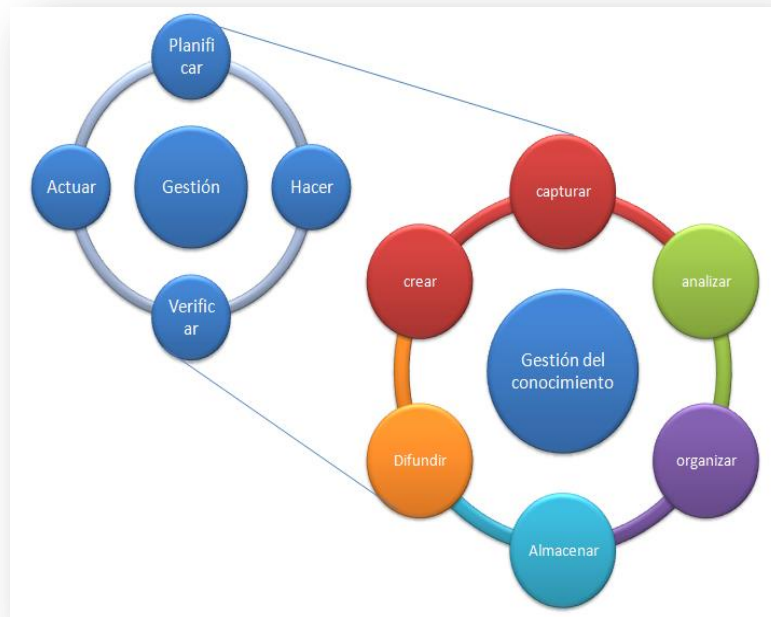 Planifi
car
Actuar
Gestión
Hacer
Verific
ar
capturar
crear
analizar
Gestión del
conocimiento
Difundir
organizar
Almacenar